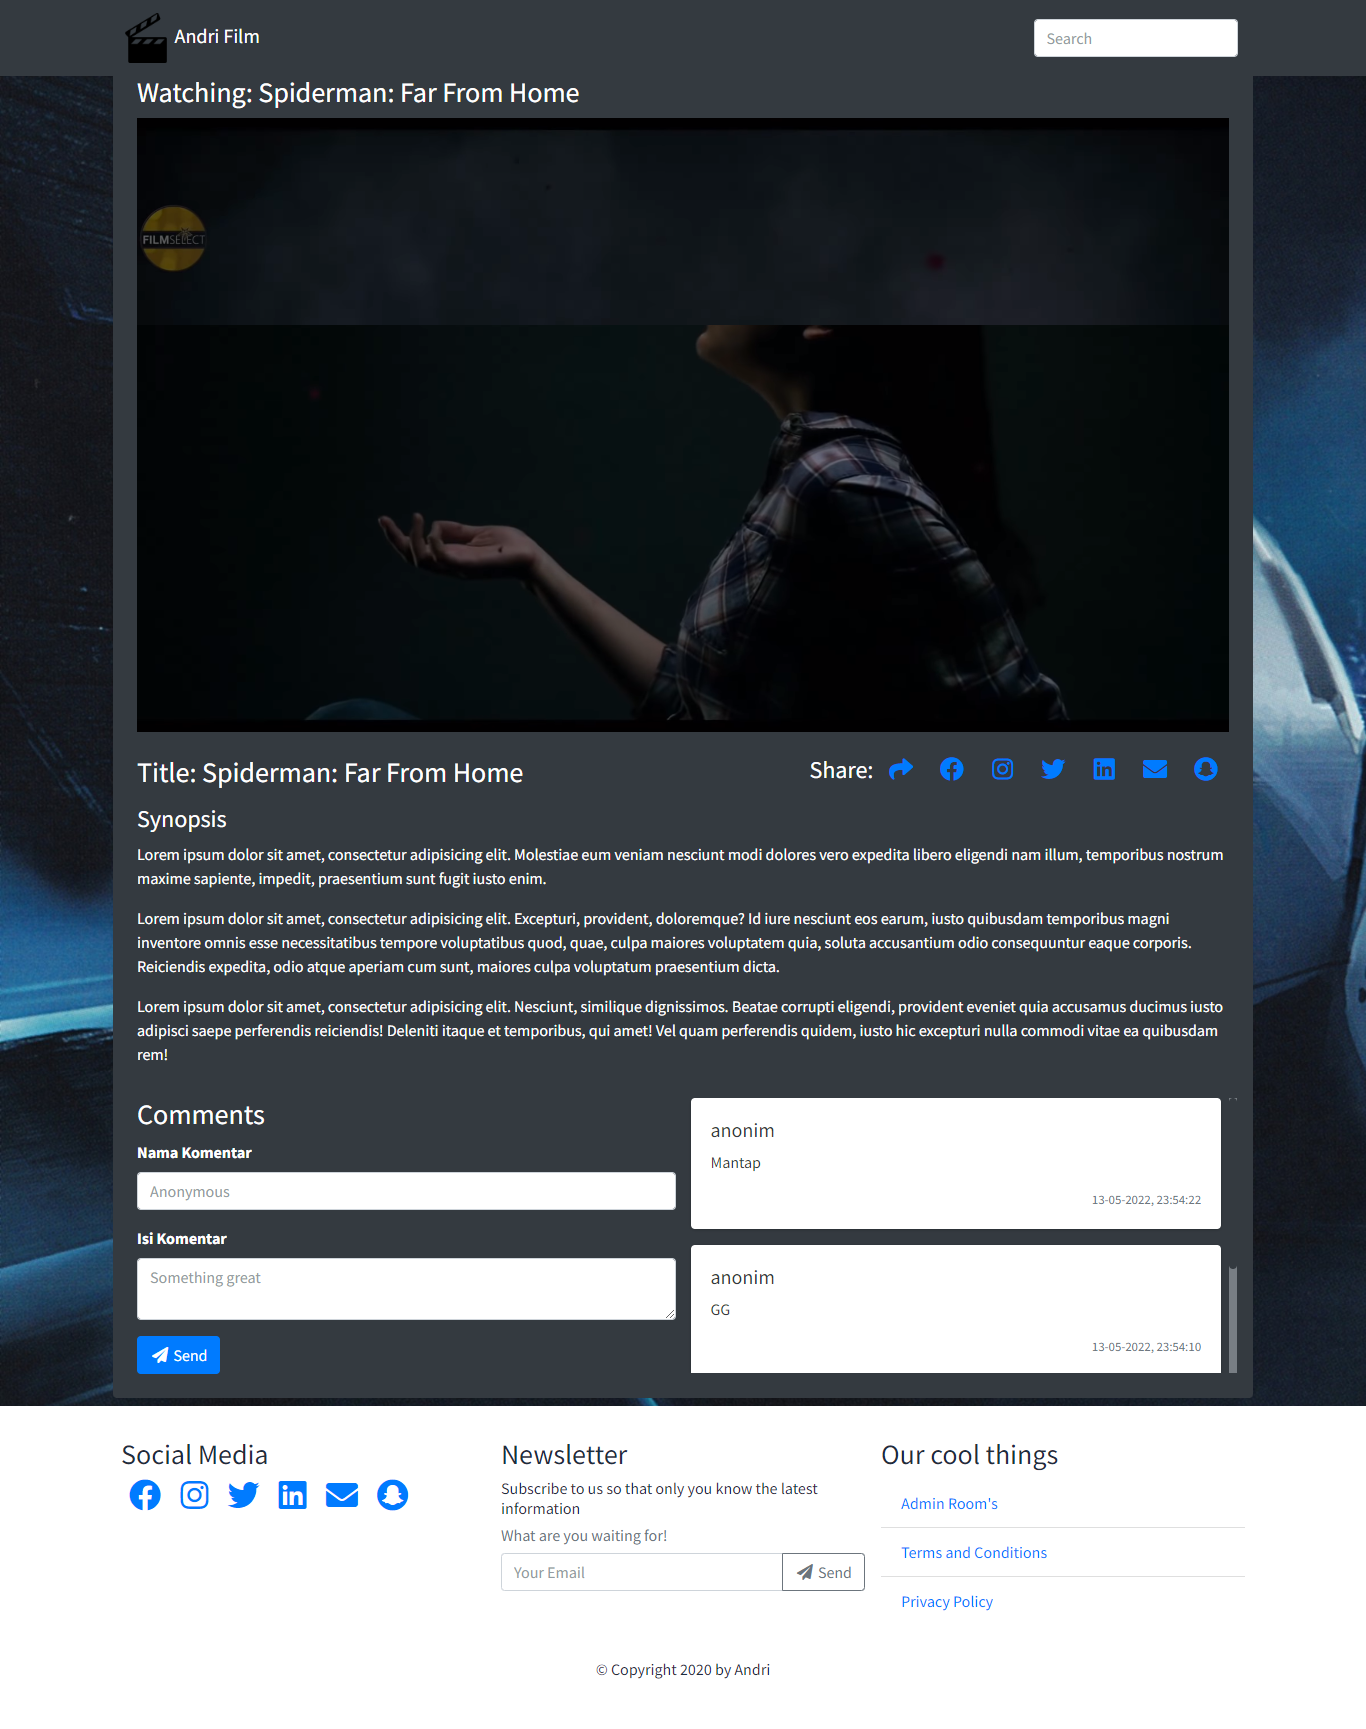 Andri Film
Search
Watching: Spiderman: Far From Home
FILMSELECT
Title: Spiderman: Far From Home
Share:
Synopsis
Lorem ipsum dolor sit amet, consectetur adipisicing elit. Molestiae eum veniam nesciunt modi dolores vero expedita libero eligendi nam illum, temporibus nostrum
maxime sapiente, impedit, praesentium sunt fugit iusto enim.
Lorem ipsum dolor sit amet, consectetur adipisicing elit. Excepturi, provident, doloremque? Id iure nesciunt eos earum, iusto quibusdam temporibus magni
inventore omnis esse necessitatibus tempore voluptatibus quod, quae, culpa maiores voluptatem quia, soluta accusantium odio consequuntur eaque corporis.
Reiciendis expedita, odio atque aperiam cum sunt, maiores culpa voluptatum praesentium dicta.
Lorem ipsum dolor sit amet, consectetur adipisicing elit. Nesciunt, similique dignissimos. Beatae corrupti eligendi, provident eveniet quia accusamus ducimus iusto
adipisci saepe perferendis reiciendis! Deleniti itaque et temporibus, qui amet! Vel quam perferendis quidem, iusto hic excepturi nulla commodi vitae ea quibusdam
rem!
Comments
Nama Komentar
Anonymous
Isi Komentar
Something great
Send
anonim
Mantap
13-05-2022, 23:54:22
anonim
GG
13-05-2022, 23:54:10
Social Media
Newsletter
Subscribe to us so that only you know the latest
information
What are you waiting for!
Your Email
Send
Our cool things
Admin Room's
Terms and Conditions
Privacy Policy
© Copyright 2020 by Andri